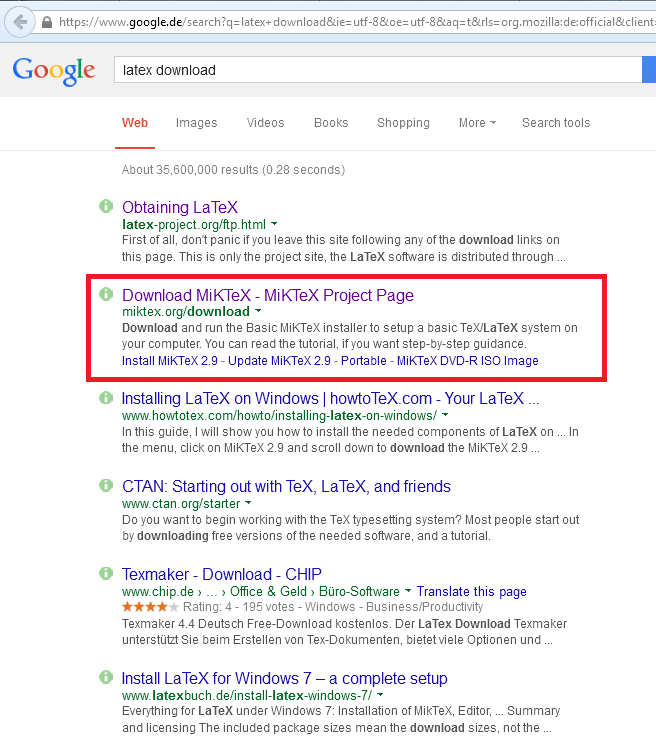 https://www.google.de/search?q=latex+download&ie=utf-8&oe=utf-8&aq=t&rls=org.mozilla:de:official&client
Google latex download
Web Images Videos Books Shopping More Search tools
About 35,600,000 results (0.28 seconds)
Obtaining LaTeX
latex-project.org/ftp.html
First of all, don't panic if you leave this site following any of the download links on
this page. This is only the project site, the LaTeX software is distributed through ...
Download MiKTeX - MiKTeX Project Page
miktex.org/download
Download and run the Basic MiKTeX installer to setup a basic TeX/LaTeX system on
your computer. You can read the tutorial, if you want step-by-step guidance.
Install MiKTeX 2.9 - Update MiKTeX 2.9 - Portable - MiKTeX DVD-R ISO Image
Installing LaTeX on Windows | howtoTeX.com - Your LaTeX ...
www.howtotex.com/howto/installing-latex-on-windows/
In this guide, I will show you how to install the needed components of LaTeX on ... In
the menu, click on MiKTeX 2.9 and scroll down to download the MiKTeX 2.9 ...
CTAN: Starting out with TeX, LaTeX, and friends
www.ctan.org/starter
Do you want to begin working with the TeX typesetting system? Most people start out
by downloading free versions of the needed software, and a tutorial.
Texmaker - Download - CHIP
www.chip.de › ... › Office & Geld › Büro-Software Translate this page
Rating: 4 - 195 votes - Windows - Business/Productivity
Texmaker 4.4 Deutsch Free-Download kostenlos. Der LaTex Download Texmaker
unterstützt Sie beim Erstellen von Tex-Dokumenten, bietet viele Optionen und ...
Install LaTeX for Windows 7 – a complete setup
www.latexbuch.de/install-latex-windows-7/
Everything for LaTeX under Windows 7: Installation of MikTeX, Editor, ... Summary
and licensing The included package sizes mean the download sizes, not the ...